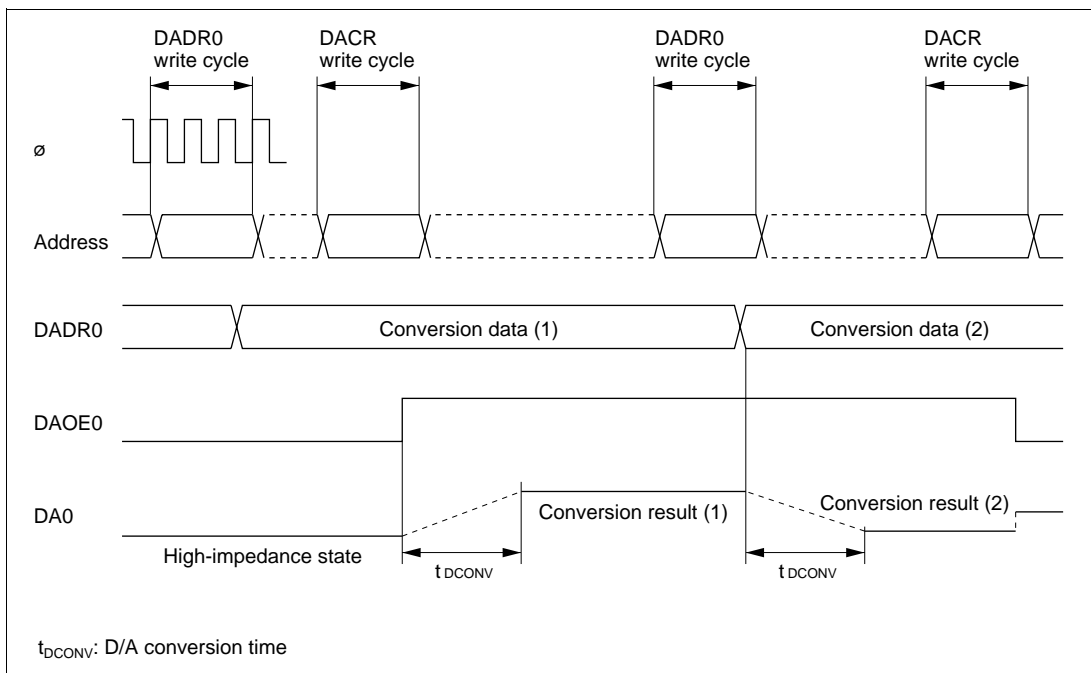 DADR0
write cycle
DACR
write cycle
DADR0
write cycle
DACR
write cycle
ø
Address
DADR0
Conversion data (1)
Conversion data (2)
DAOE0
DA0
Conversion result (1)
Conversion result (2)
High-impedance state
t DCONV
t DCONV
tDCONV: D/A conversion time